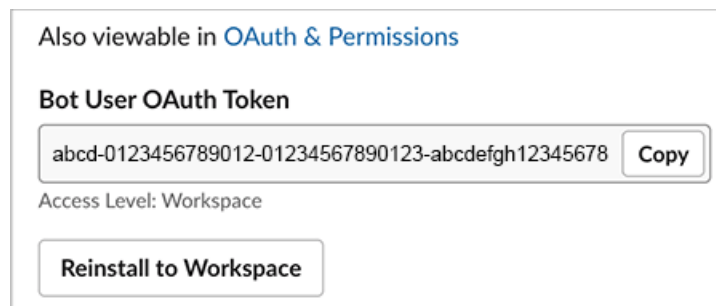 Also viewable in OAuth & Permissions
Bot User OAuth Token
abcd-0123456789012-01234567890123-abcdefgh12345678 Copy
Access Level: Workspace
Reinstall to Workspace